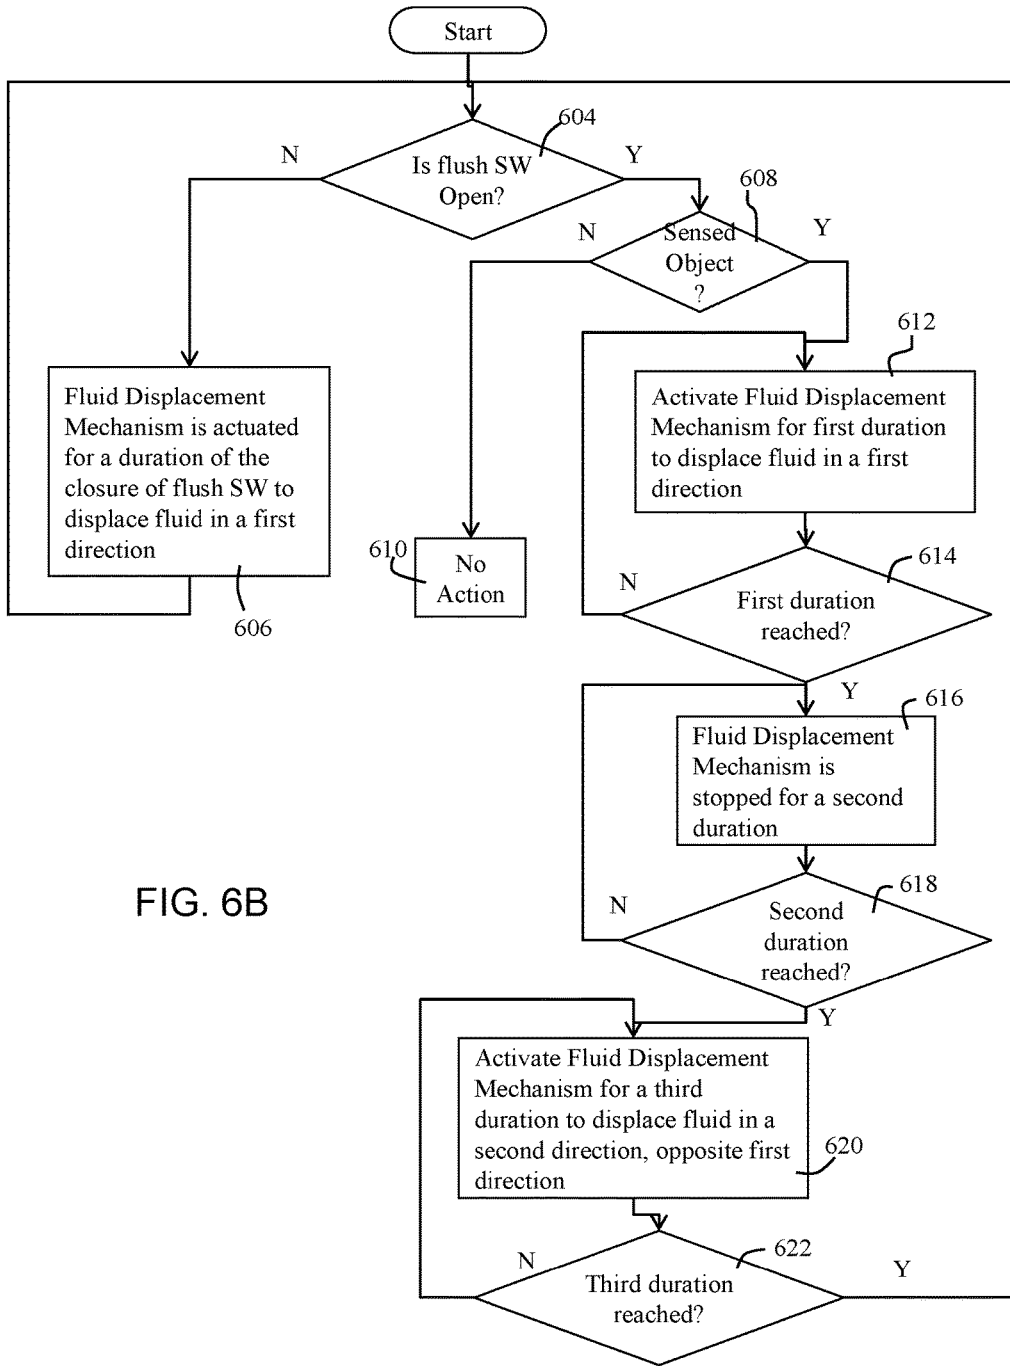 Start
604
N
Y
Is flush SW
Open?
608
N
Y
Sensed
Object
?
612
Fluid Displacement
Mechanism is actuated
for a duration of the
closure of flush SW to
displace fluid in a first
direction
606
Activate Fluid Displacement
Mechanism for first duration
to displace fluid in a first
direction
610
No
Action
614
N
First duration
reached?
Y
616
Fluid Displacement
Mechanism is
stopped for a second
duration
618
N
Second
duration
reached?
Y
FIG. 6B
Activate Fluid Displacement
Mechanism for a third
duration to displace fluid in a
second direction, opposite first
direction
620
622
N
Y
Third duration
reached?